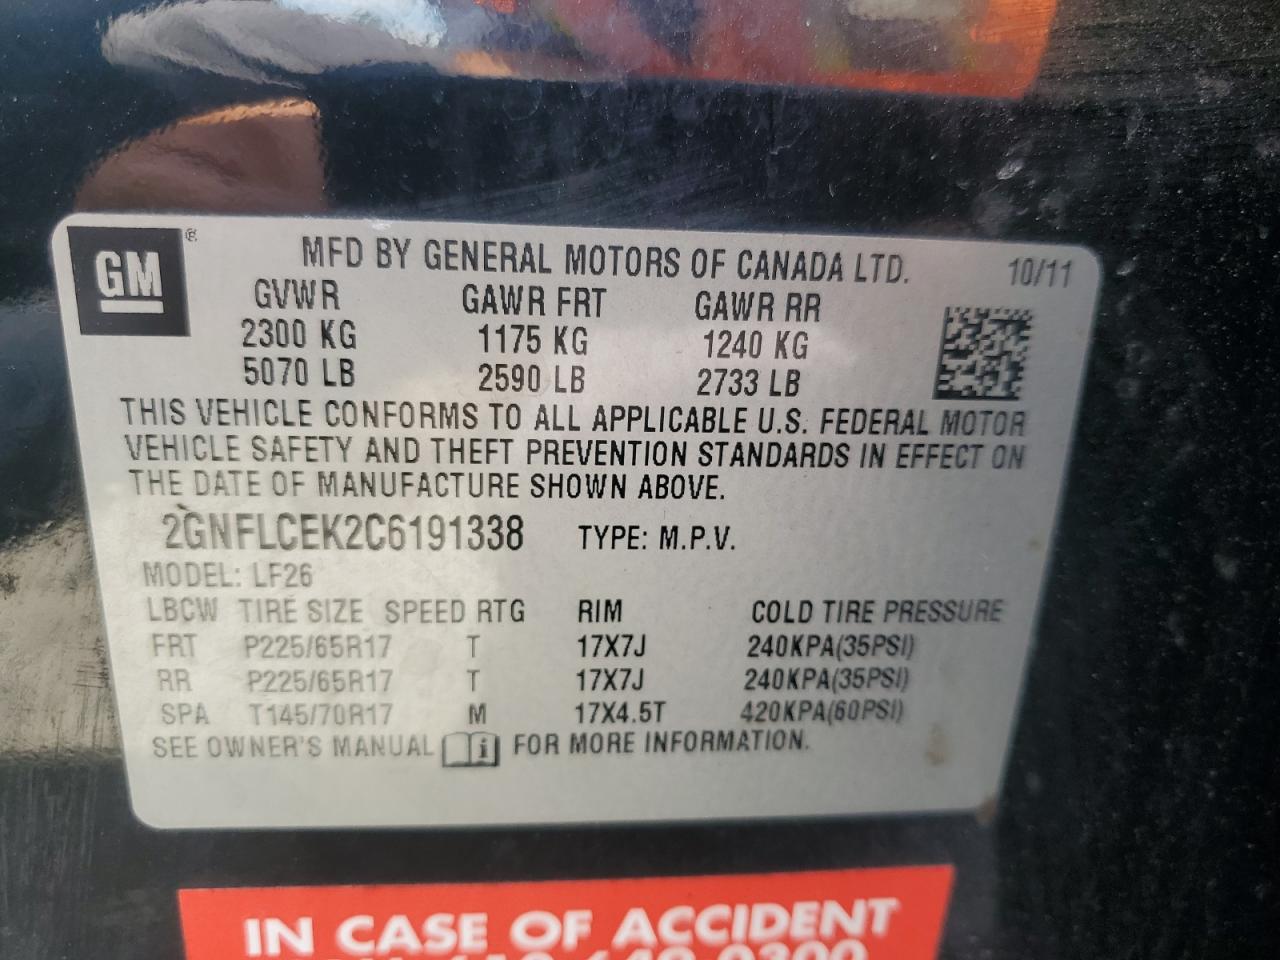 GM ® MFD BY GENERAL MOTORS OF CANADA LTD. 10/11
GVWR GAWR FRT GAWR RR
2300 KG 1175 KG 1240 KG
5070 LB 2590 LB 2733 LB
THIS VEHICLE CONFORMS TO ALL APPLICABLE U.S. FEDERAL MOTOR
VEHICLE SAFETY AND THEFT PREVENTION STANDARDS IN EFFECT ON
THE DATE OF MANUFACTURE SHOWN ABOVE.
2GNFLCEK2C6191338 TYPE: M.P.V.
MODEL: LF26
LBCW TIRE SIZE SPEED RTG RIM COLD TIRE PRESSURE
FRT P225/65R17 T 17X7J 240KPA(35PSI)
RR P225/65R17 T 17X7J 240KPA(35PSI)
SPA T145/70R17 M 17X4.5T 420KPA(60PSI)
SEE OWNER'S MANUAL i FOR MORE INFORMATION.
IN CASE OF ACCIDENT